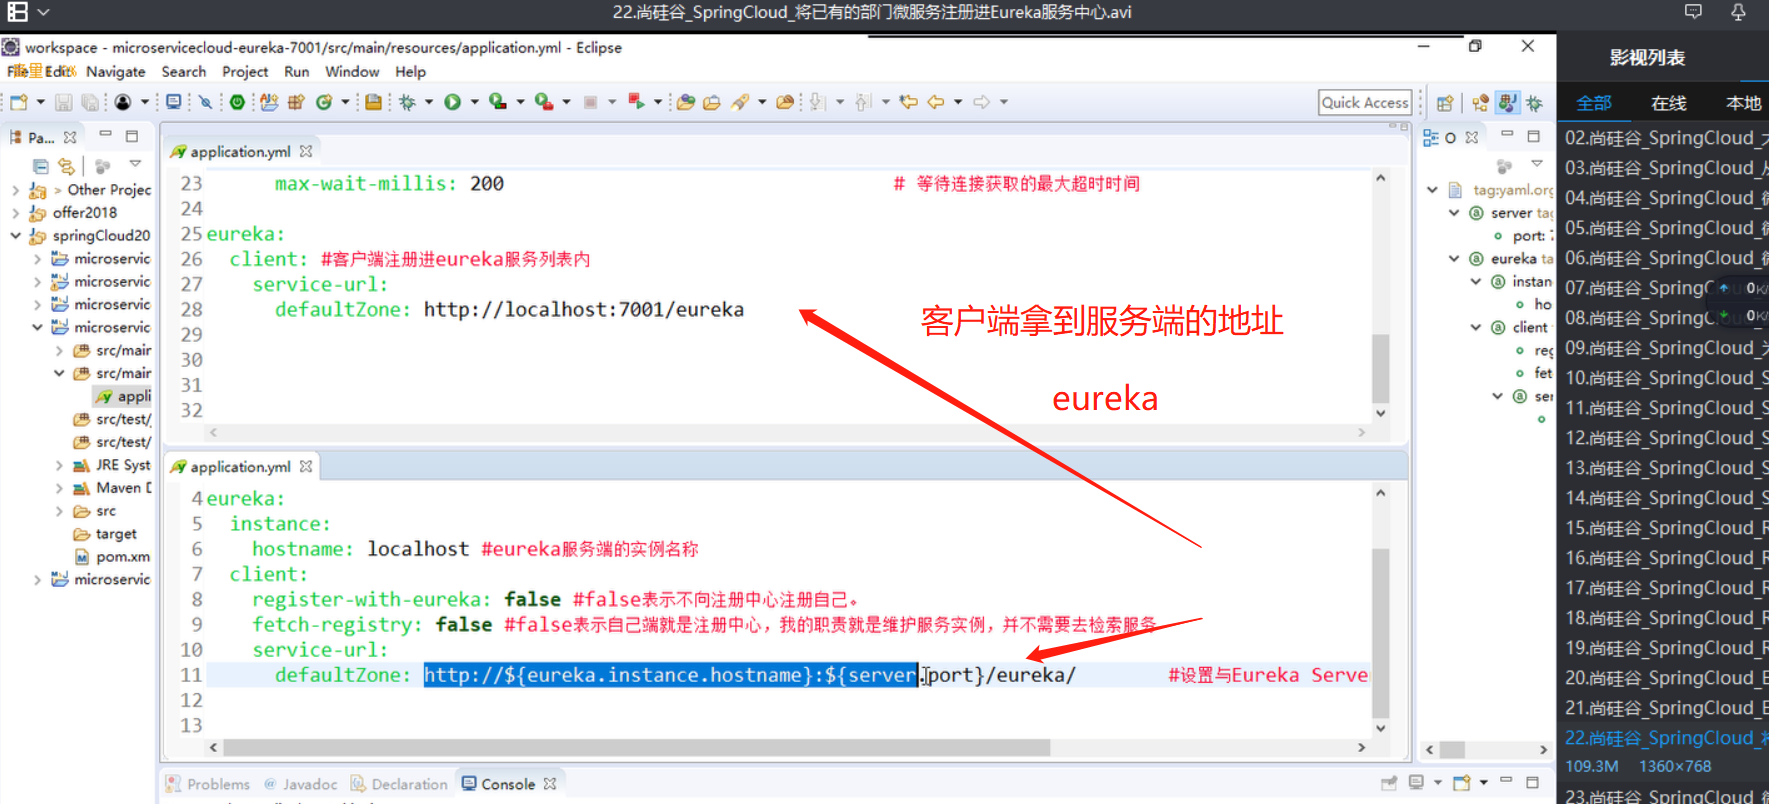 22.尚硅谷_SpringCloud_将已有的部门微服务注册进Eureka服务中心.avi
workspace - microservicecloud-eureka-7001/src/main/resources/application.yml - Eclipse
Navigate Search Project Run Window Help
Quick Access
Pa...
> Other Projec
offer2018
springCloud20
microservic
microservic
microservic
microservic
src/main
src/main
appli
src/test/
src/test/
JRE Syst
Maven D
src
target
pom.xm
microservic
application.yml
23 max-wait-millis: 200 # 等待连接获取的最大超时时间
24
25 eureka:
26 client: #客户端注册进eureka服务列表内
27 service-url:
28 defaultZone: http://localhost:7001/eureka
29
30
31
32
客户端拿到服务端的地址
eureka
application.yml
4 eureka:
5 instance:
6 hostname: localhost #eureka服务端的实例名称
7 client:
8 register-with-eureka: false #false表示不向注册中心注册自己。
9 fetch-registry: false #false表示自己端就是注册中心，我的职责就是维护服务实例，并不需要去检索服务
10 service-url:
11 defaultZone: http://${eureka.instance.hostname}:${server.port}/eureka/ #设置与Eureka Serve
12
13
Problems Javadoc Declaration Console
O
tag:yaml.org
server tag
port: 7
eureka ta
instan
ho
client
reg
fet
ser
影视列表
全部 在线 本地
02.尚硅谷_SpringCloud_大
03.尚硅谷_SpringCloud_从
04.尚硅谷_SpringCloud_微
05.尚硅谷_SpringCloud_微
06.尚硅谷_SpringCloud_微
07.尚硅谷_SpringC
0K/
08.尚硅谷_SpringC
0K/
09.尚硅谷_SpringCloud_
10.尚硅谷_SpringCloud_S
11.尚硅谷_SpringCloud_S
12.尚硅谷_SpringCloud_S
13.尚硅谷_SpringCloud_S
14.尚硅谷_SpringCloud_S
15.尚硅谷_SpringCloud_R
16.尚硅谷_SpringCloud_R
17.尚硅谷_SpringCloud_R
18.尚硅谷_SpringCloud_R
19.尚硅谷_SpringCloud_R
20.尚硅谷_SpringCloud_E
21.尚硅谷_SpringCloud_E
22.尚硅谷_SpringCloud_将
109.3M 1360×768
23.尚硅谷_SpringCloud_微